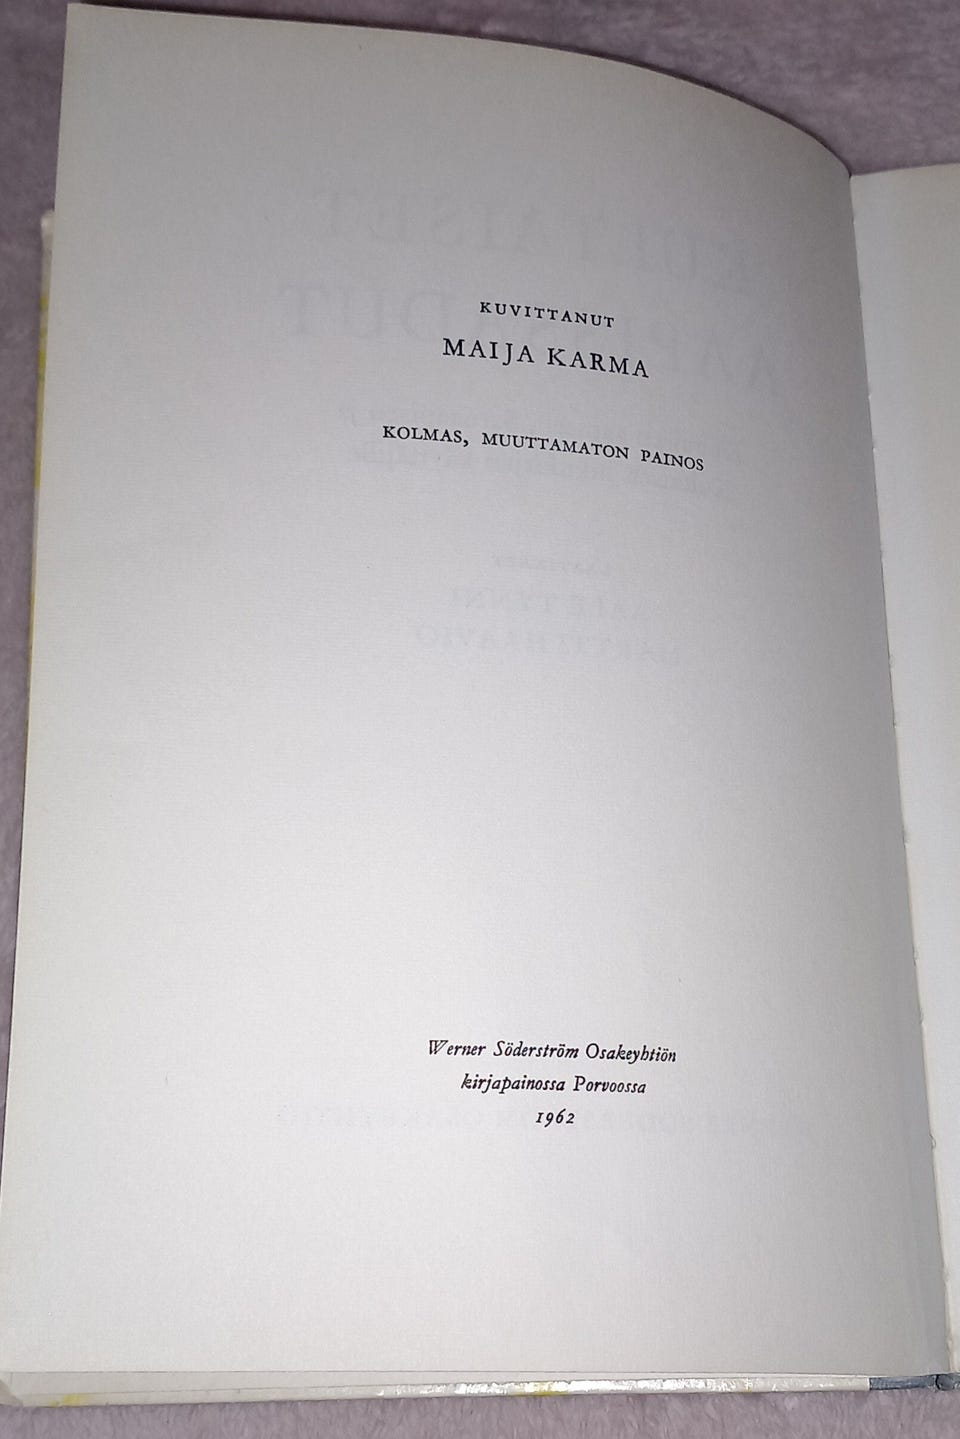 KUVITTANUT
MAIJA KARMA
KOLMAS, MUUTTAMATON PAINOS
Werner Söderström Osakeyhtiön
kirjapainossa Porvoossa
1962